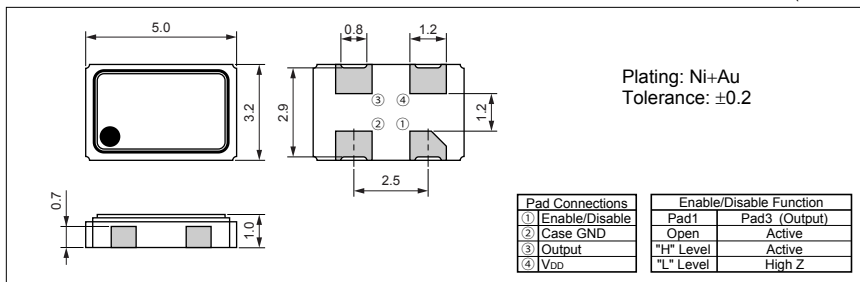 5.0
3.2
0.7
1.0
0.8
1.2
2.9
③ ④
② ①
1.2
2.5
Plating: Ni+Au
Tolerance: ±0.2
Pad Connections
① Enable/Disable
② Case GND
③ Output
④ VDD
Enable/Disable Function
Pad1 Pad3 (Output)
Open Active
"H" Level Active
"L" Level High Z